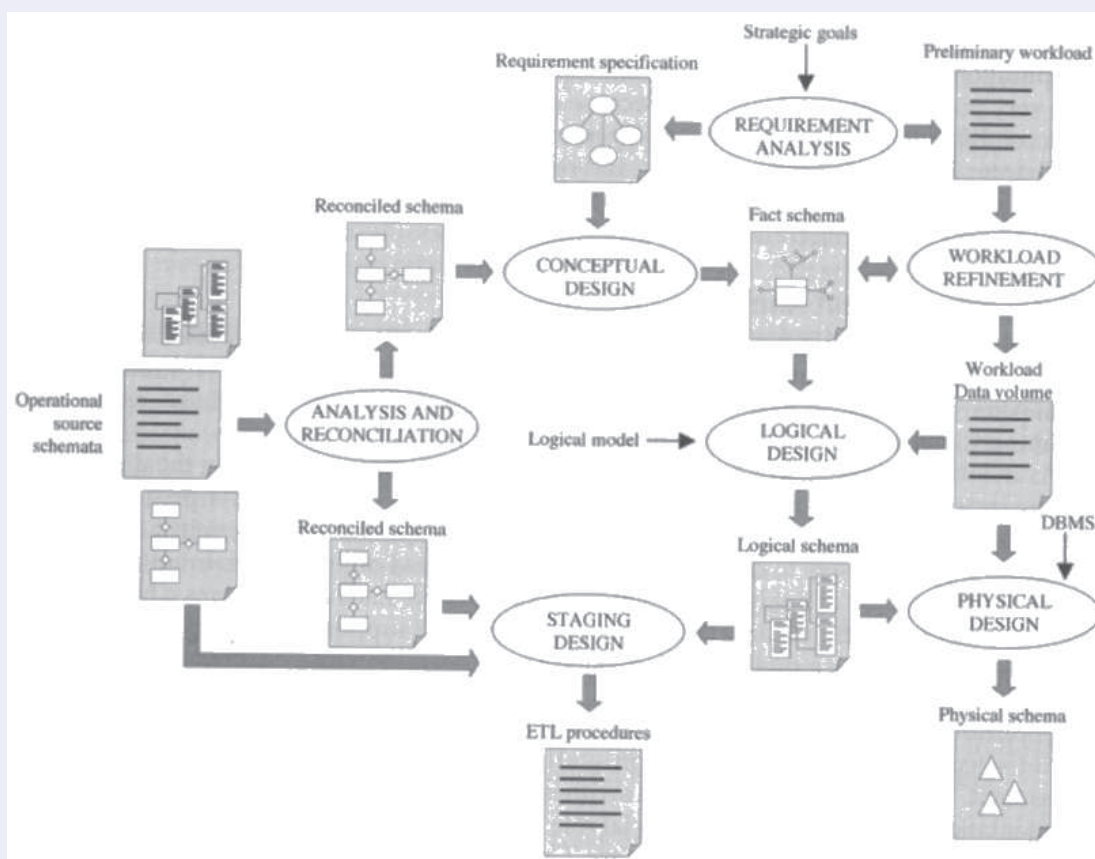 Strategic goals
Requirement specification
Preliminary workload
REQUIREMENT
ANALYSIS
Reconciled schema
Fact schema
CONCEPTUAL
DESIGN
WORKLOAD
REFINEMENT
Operational
source
schemata
ANALYSIS AND
RECONCILIATION
Workload
Data volume
Logical model
LOGICAL
DESIGN
DBMS
Reconciled schema
Logical schema
STAGING
DESIGN
PHYSICAL
DESIGN
ETL procedures
Physical schema